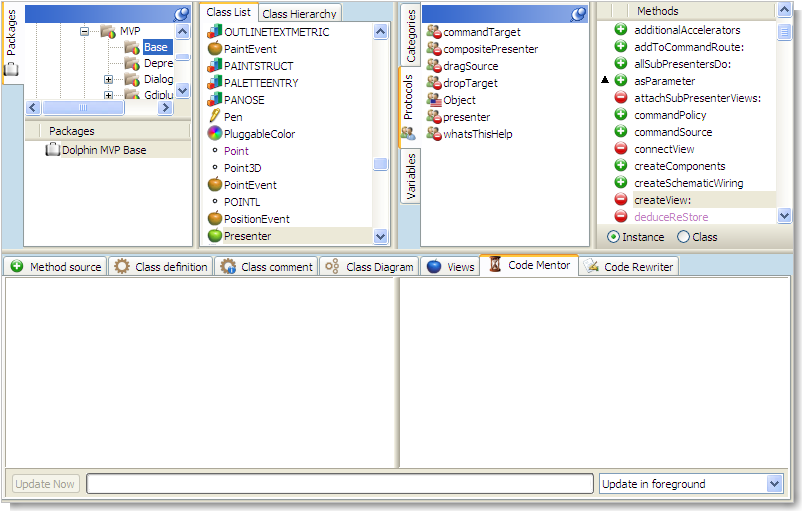 Packages
MVP
Base
Depre
Dialog
Gdiplu
Packages
Dolphin MVP Base
Class List
Class Hierarchy
OUTLINETEXTMETRIC
PaintEvent
PAINTSTRUCT
PALETTEENTRY
PANOSE
Pen
PluggableColor
Point
Point3D
PointEvent
POINTL
PositionEvent
Presenter
Categories
Protocols
Variables
commandTarget
compositePresenter
dragSource
dropTarget
Object
presenter
whatsThisHelp
Methods
additionalAccelerators
addToCommandRoute:
allSubPresentersDo:
asParameter
attachSubPresenterViews:
commandPolicy
commandSource
connectView
createComponents
createSchematicWiring
createView:
deduceReStore
Instance
Class
Method source
Class definition
Class comment
Class Diagram
Views
Code Mentor
Code Rewriter
Update Now
Update in foreground